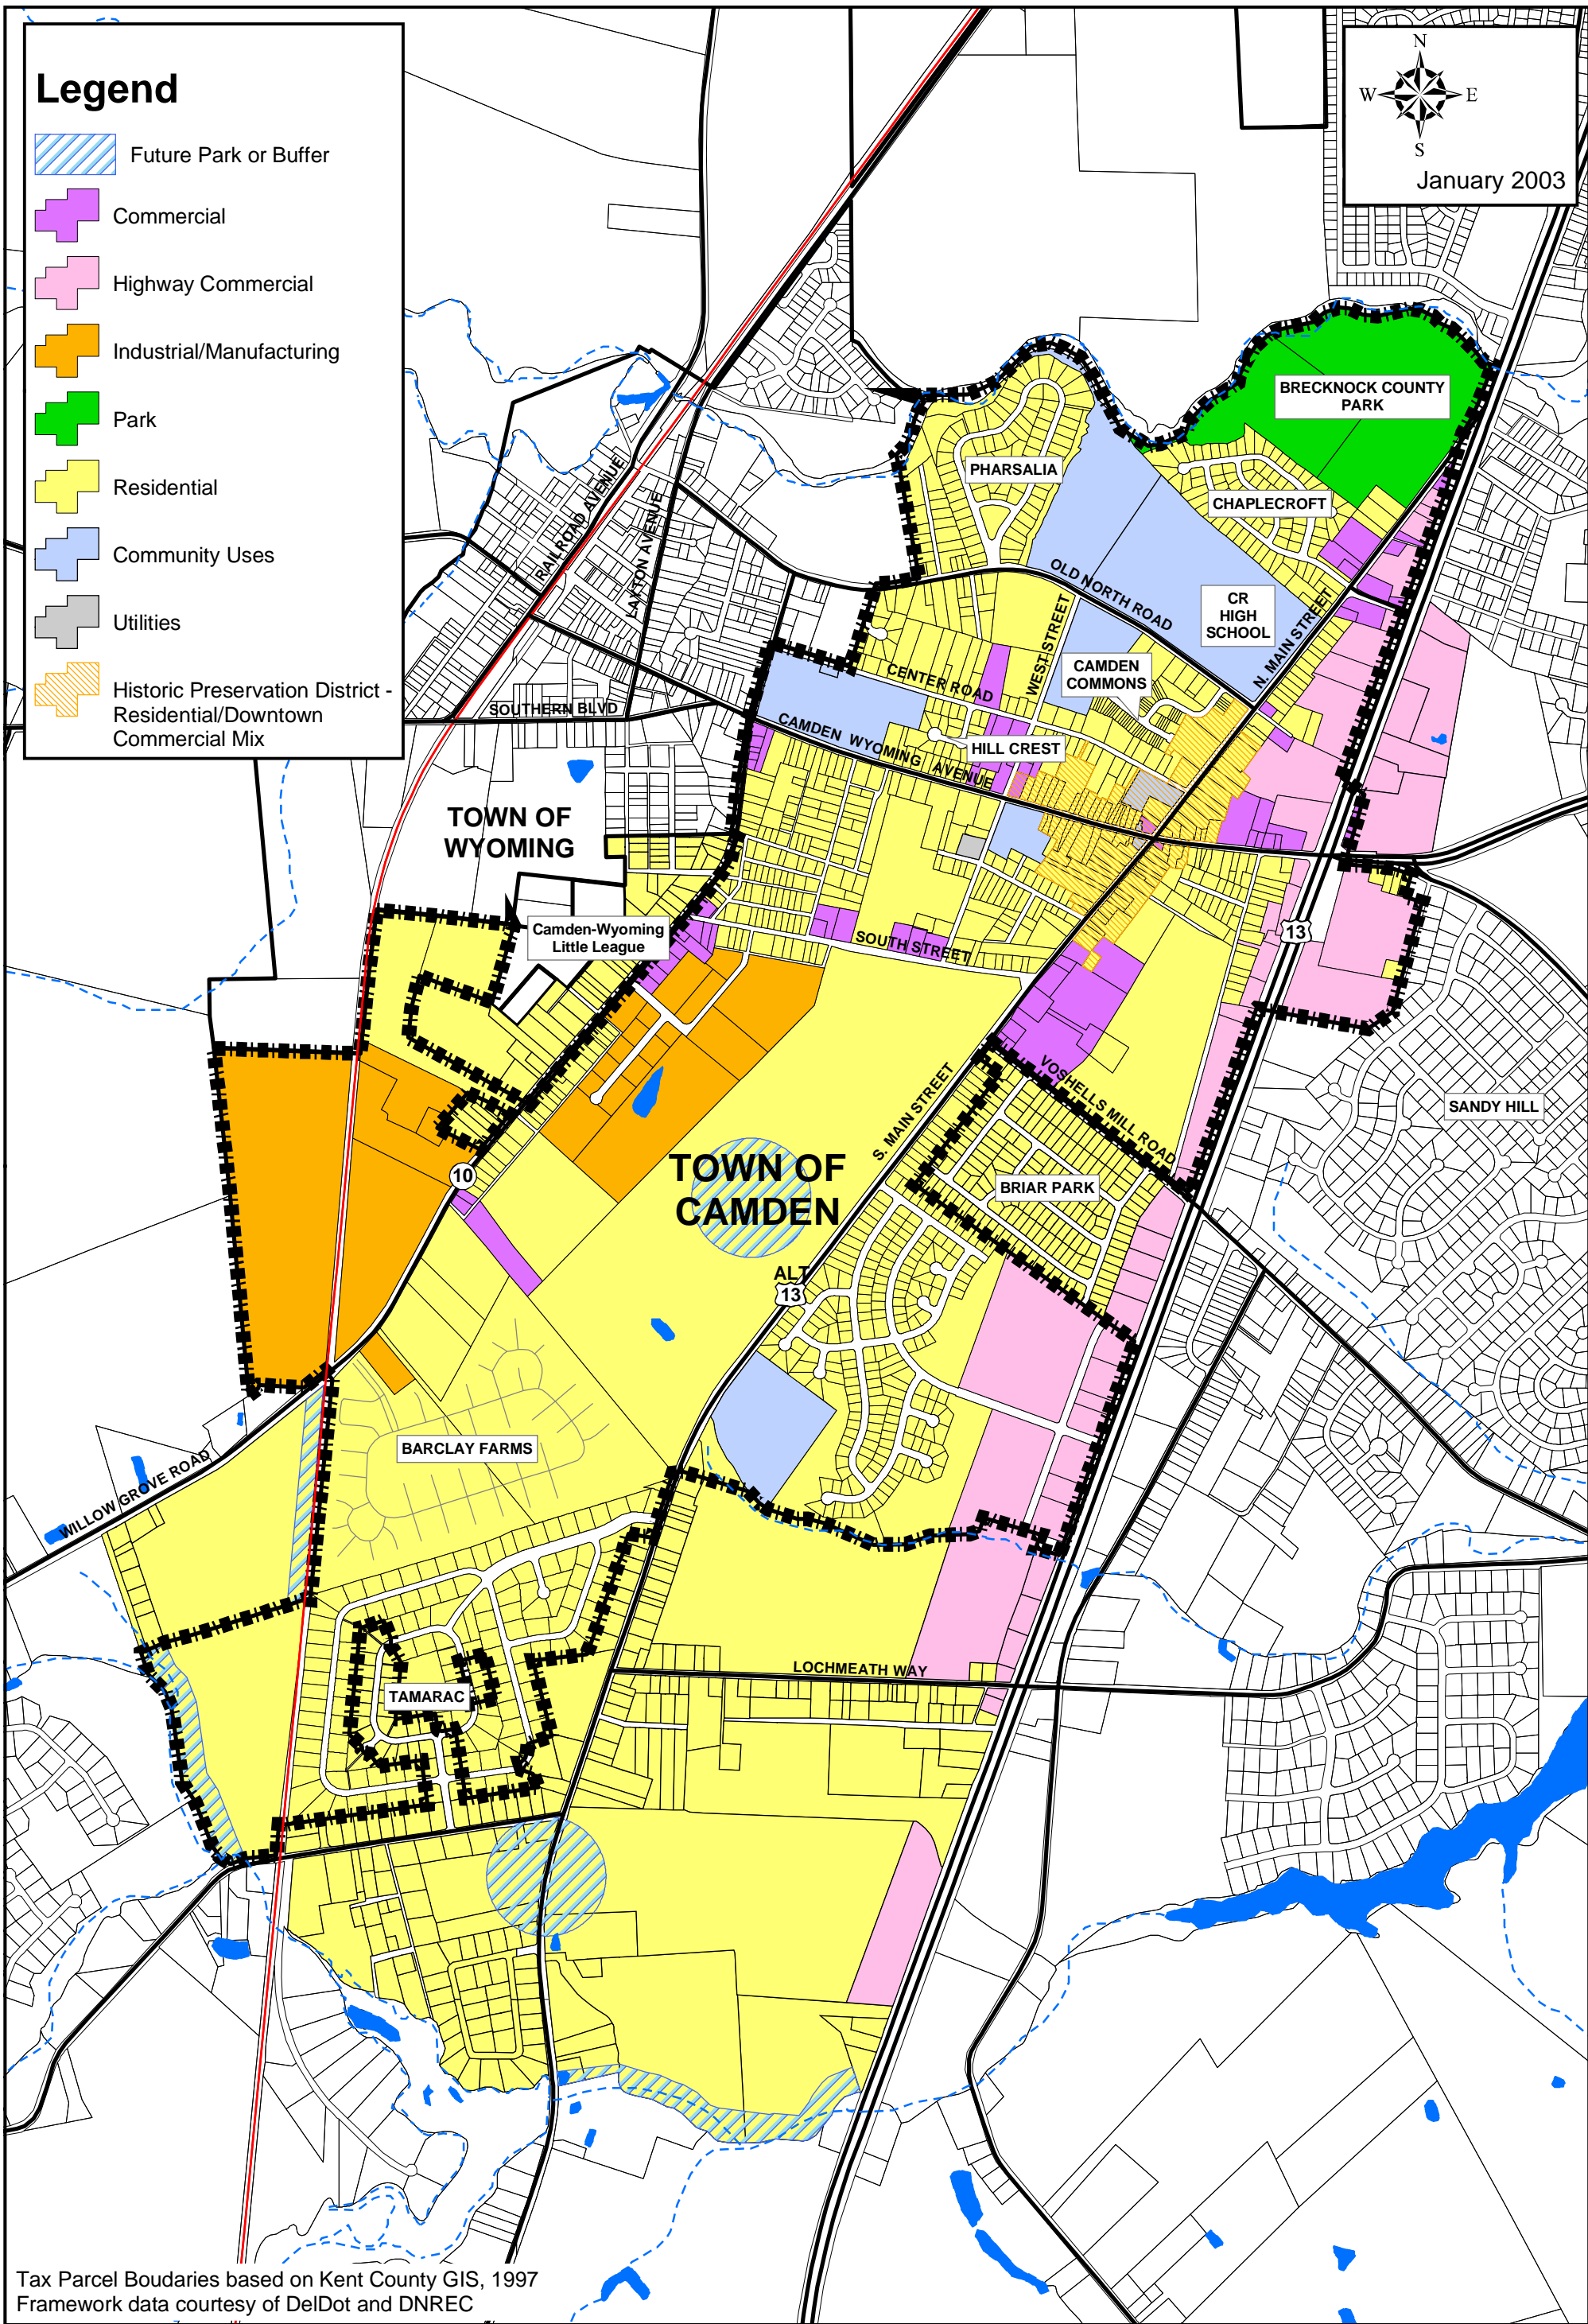 Legend
Future Park or Buffer
Commercial
Highway Commercial
Industrial/Manufacturing
Park
Residential
Community Uses
Utilities
Historic Preservation District -
Residential/Downtown
Commercial Mix
N
W
E
S
January 2003
BRECKNOCK COUNTY
PARK
PHARSALIA
CHAPLECROFT
RAILROAD AVENUE
LAYTON AVENUE
OLD NORTH ROAD
CR
HIGH
SCHOOL
N. MAIN STREET
WEST STREET
CAMDEN
COMMONS
CENTER ROAD
SOUTHERN BLVD
CAMDEN WYOMING AVENUE
HILL CREST
TOWN OF
WYOMING
Camden-Wyoming
Little League
SOUTH STREET
13
VOSHELLS MILL ROAD
S. MAIN STREET
SANDY HILL
10
TOWN OF
CAMDEN
BRIAR PARK
ALT
13
BARCLAY FARMS
WILLOW GROVE ROAD
LOCHMEATH WAY
TAMARAC
Tax Parcel Boudaries based on Kent County GIS, 1997
Framework data courtesy of DelDot and DNREC